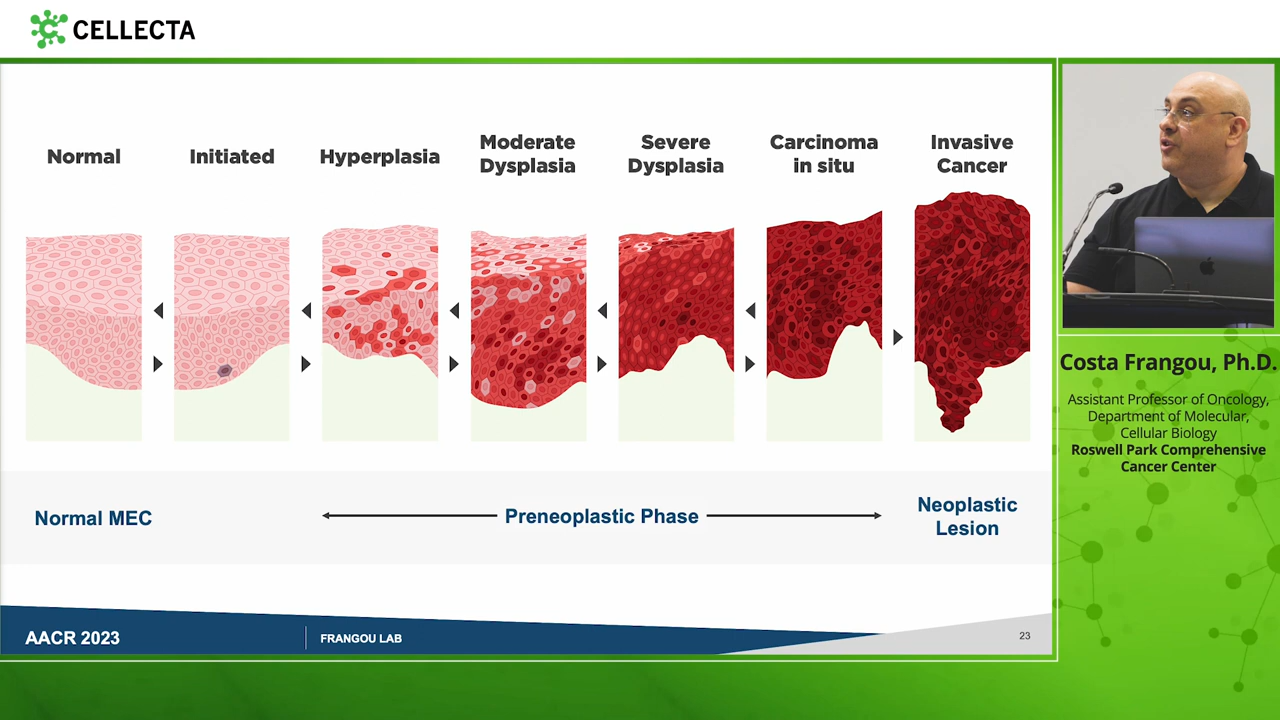 CELLECTA
Normal
Initiated
Hyperplasia
Moderate
Dysplasia
Severe
Dysplasia
Carcinoma
in situ
Invasive
Cancer
Normal MEC
Preneoplastic Phase
Neoplastic
Lesion
AACR 2023
FRANGOU LAB
23
Costa Frangou, Ph.D.
Assistant Professor of Oncology,
Department of Molecular,
Cellular Biology
Roswell Park Comprehensive
Cancer Center